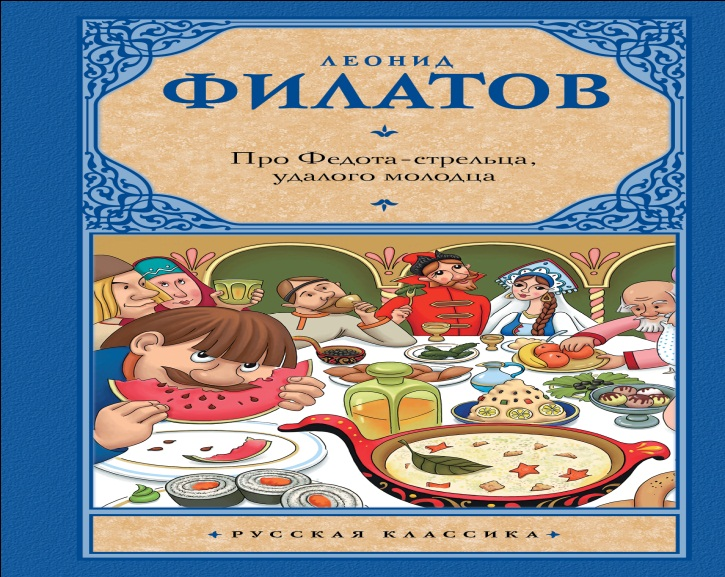 ЛЕОНИД
ФИЛАТОВ
Про Федота-стрельца,
удалого молодца
РУССКАЯ КЛАССИКА